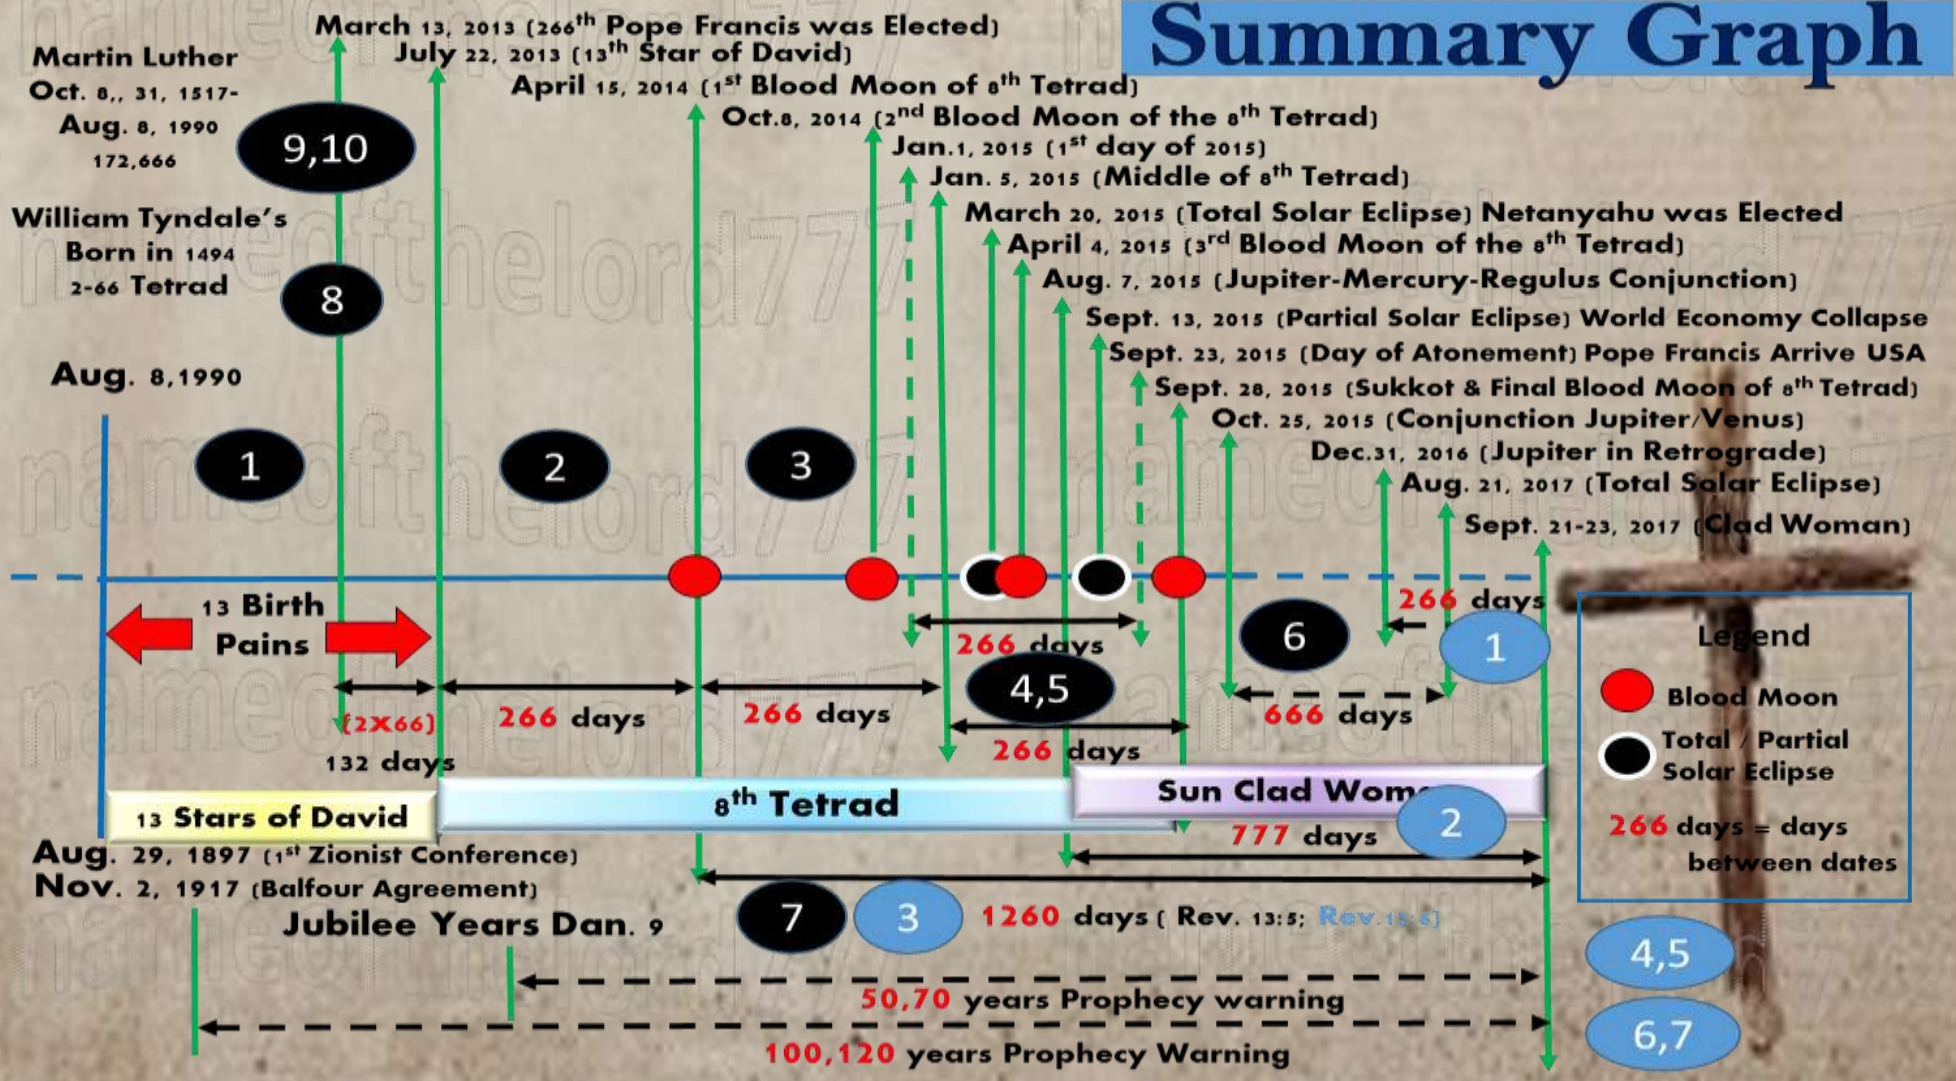 Summary Graph
March 13, 2013 (266th Pope Francis was Elected)
July 22, 2013 (13th Star of David)
April 15, 2014 (1st Blood Moon of 8th Tetrad)
Oct.8, 2014 (2nd Blood Moon of the 8th Tetrad)
Jan.1, 2015 (1st day of 2015)
Jan. 5, 2015 (Middle of 8th Tetrad)
March 20, 2015 (Total Solar Eclipse) Netanyahu was Elected
April 4, 2015 (3rd Blood Moon of the 8th Tetrad)
Aug. 7, 2015 (Jupiter-Mercury-Regulus Conjunction)
Sept. 13, 2015 (Partial Solar Eclipse) World Economy Collapse
Sept. 23, 2015 (Day of Atonement) Pope Francis Arrive USA
Sept. 28, 2015 (Sukkot & Final Blood Moon of 8th Tetrad)
Oct. 25, 2015 (Conjunction Jupiter/Venus)
Dec.31, 2016 (Jupiter in Retrograde)
Aug. 21, 2017 (Total Solar Eclipse)
Sept. 21-23, 2017 (Clad Woman)
Martin Luther
Oct. 8,, 31, 1517-
Aug. 8, 1990
172,666
9,10
William Tyndale's
Born in 1494
2-66 Tetrad
8
Aug. 8,1990
1
2
3
13 Birth
Pains
266 days
266 days
6
1
4,5
(2X66)
132 days
266 days
266 days
266 days
666 days
13 Stars of David
8th Tetrad
Sun Clad Wom
2
777 days
Aug. 29, 1897 (1st Zionist Conference)
Nov. 2, 1917 (Balfour Agreement)
Jubilee Years Dan. 9
7
3
1260 days ( Rev. 13:5;
50,70 years Prophecy warning
100,120 years Prophecy Warning
Legend
Blood Moon
Total / Partial
Solar Eclipse
266 days = days
between dates
4,5
6,7
nameofthelord777